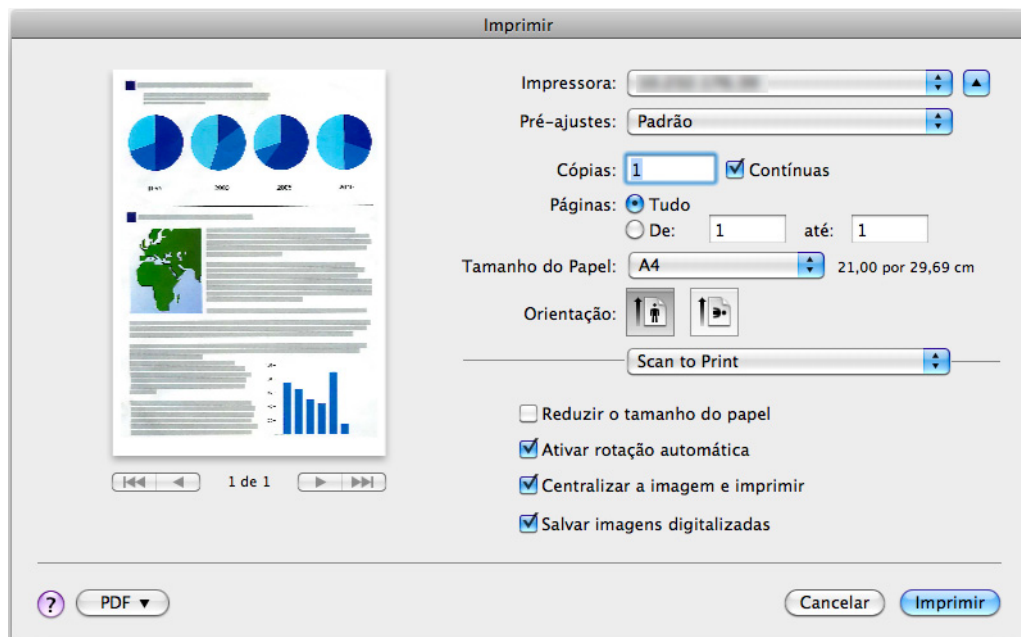 Imprimir
Impressora:
Pré-ajustes: Padrão
Cópias: 1 Contínuas
Páginas: Tudo
De: 1 até: 1
Tamanho do Papel: A4 21,00 por 29,69 cm
Orientação:
Scan to Print
Reduzir o tamanho do papel
Ativar rotação automática
Centralizar a imagem e imprimir
Salvar imagens digitalizadas
1 de 1
? PDF Cancelar Imprimir